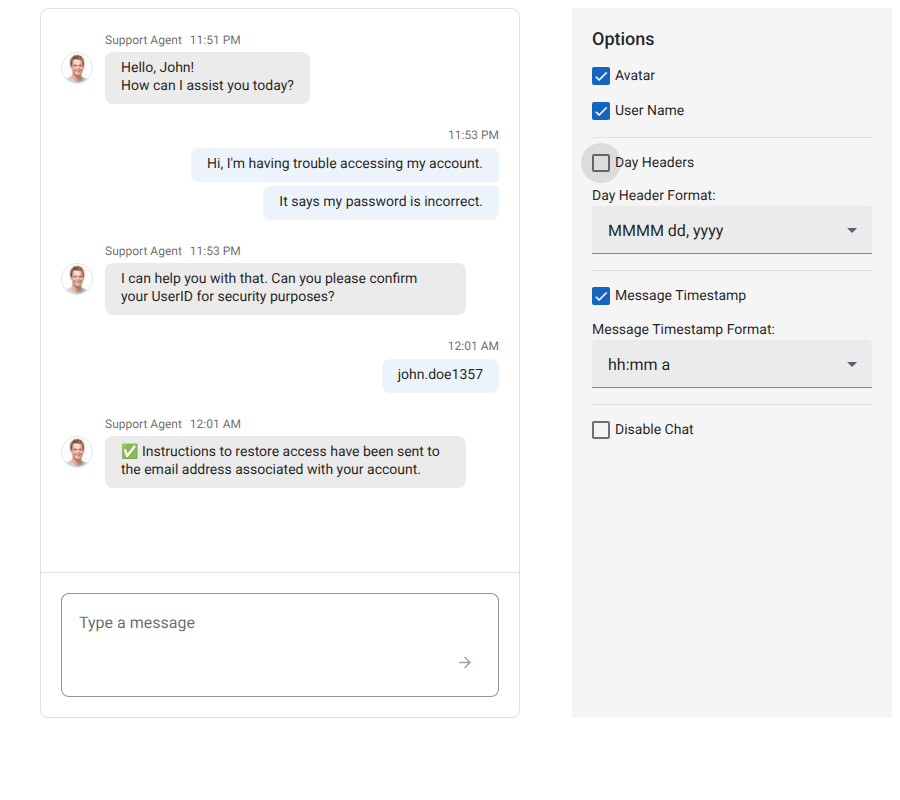 Support Agent 11:51 PM
Hello, John!
How can I assist you today?
11:53 PM
Hi, I'm having trouble accessing my account.
It says my password is incorrect.
Support Agent 11:53 PM
I can help you with that. Can you please confirm
your UserID for security purposes?
12:01 AM
john.doe1357
Support Agent 12:01 AM
✅ Instructions to restore access have been sent to
the email address associated with your account.
Type a message
Options
Avatar
User Name
Day Headers
Day Header Format:
MMMM dd, yyyy
Message Timestamp
Message Timestamp Format:
hh:mm a
Disable Chat